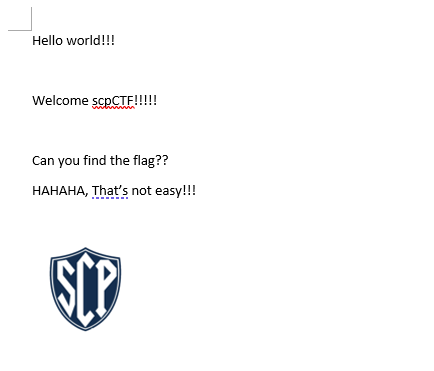 Hello world!!!
Welcome scpCTF!!!!!
Can you find the flag??
HAHAHA, That's not easy!!!
SCP